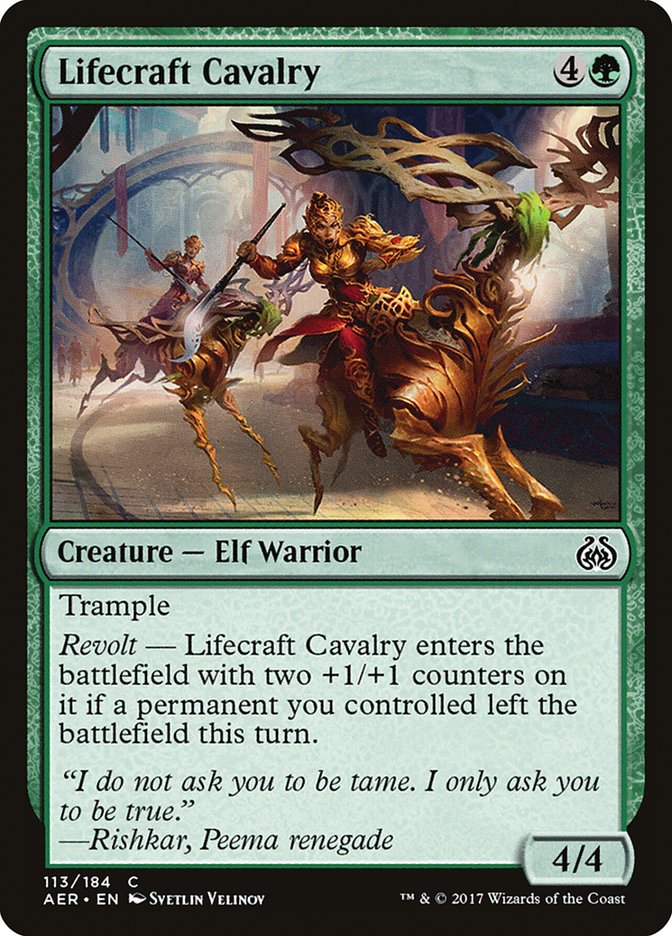 Lifecraft Cavalry 4
Creature — Elf Warrior
Trample
Revolt — Lifecraft Cavalry enters the
battlefield with two +1/+1 counters on
it if a permanent you controlled left the
battlefield this turn.
“I do not ask you to be tame. I only ask you
to be true.”
—Rishkar, Peema renegade
4/4
113/184 C
AER • EN Svetlin Velinov
™ & © 2017 Wizards of the Coast